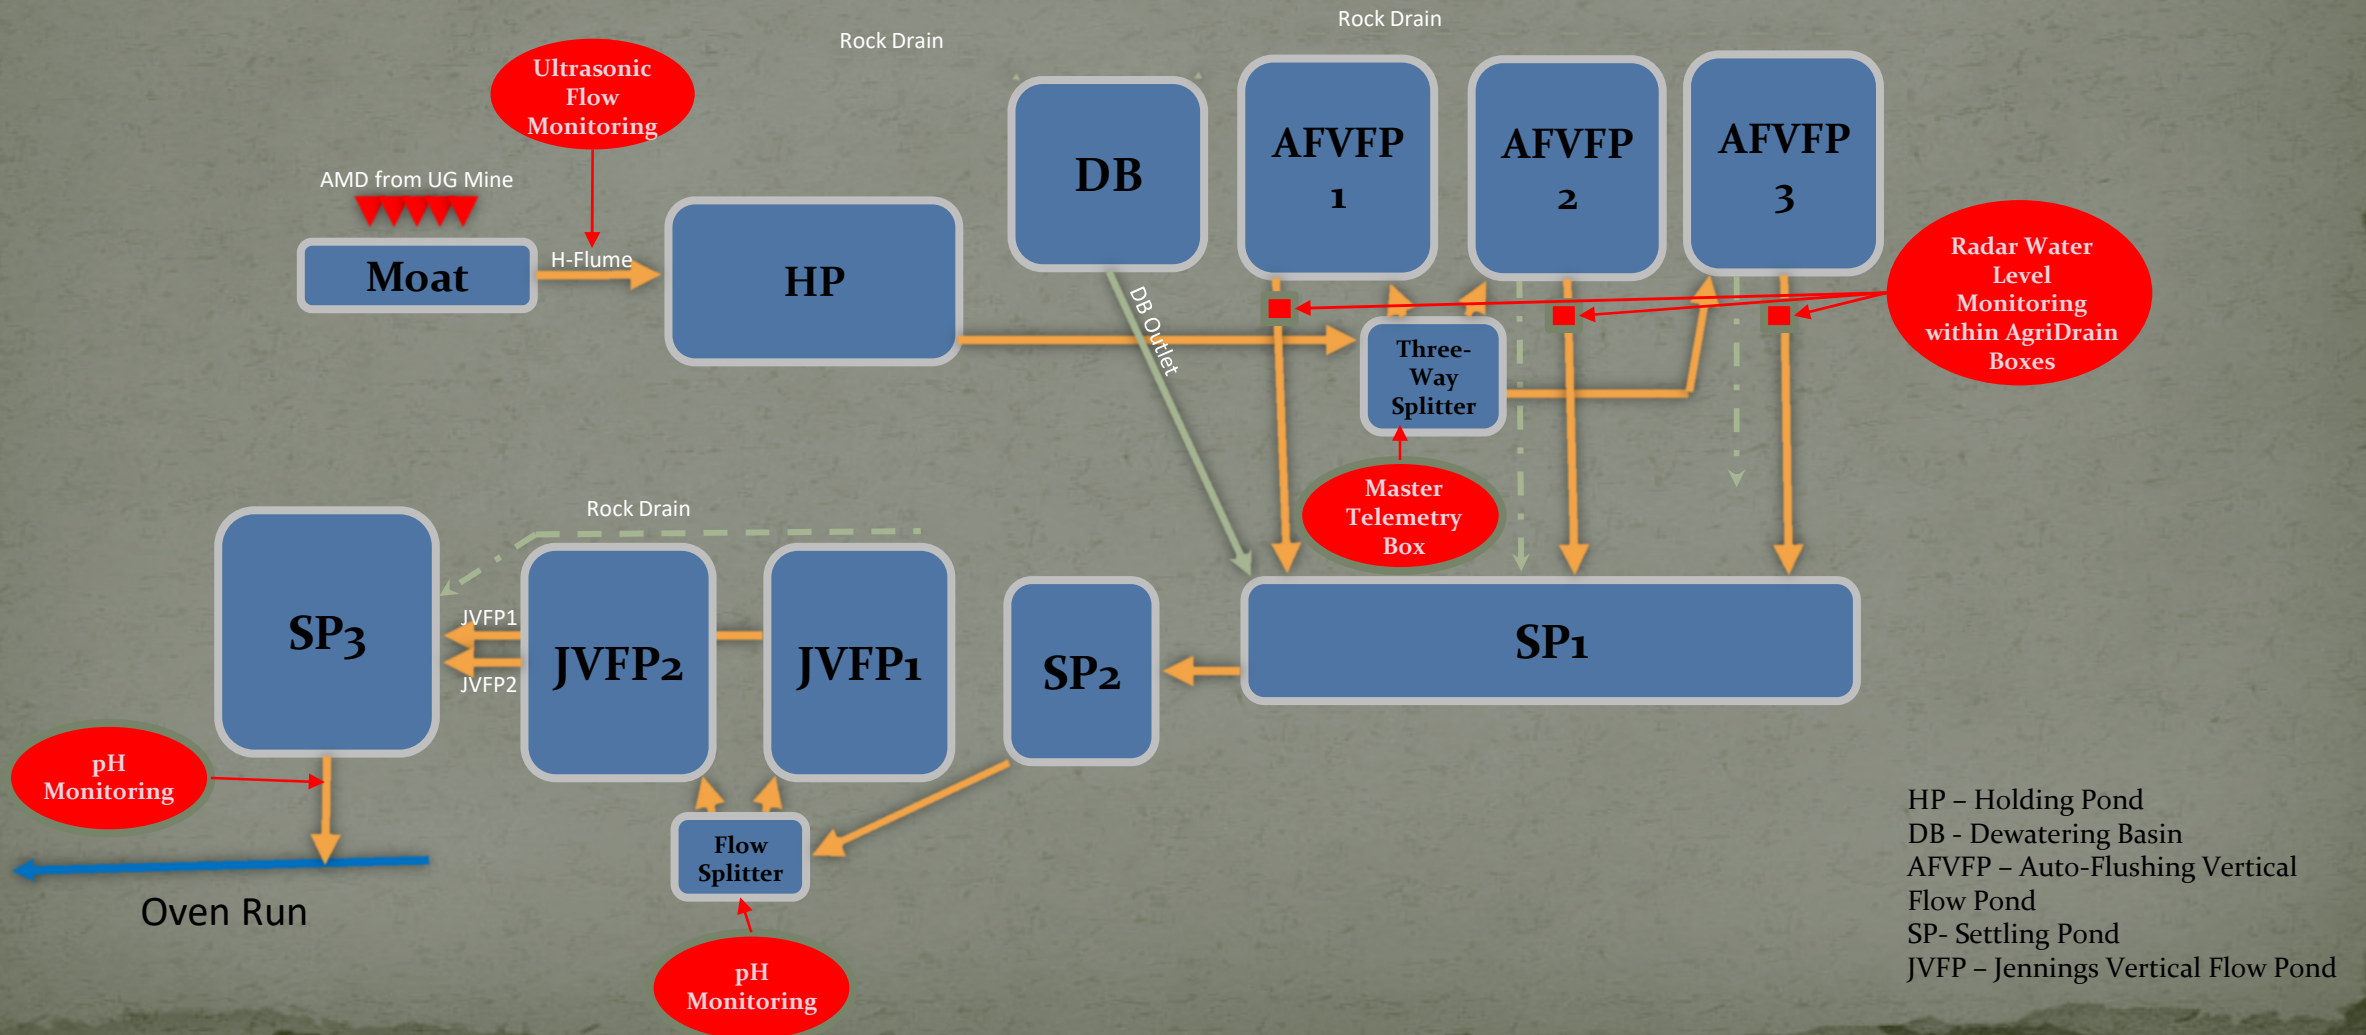 Rock Drain
Rock Drain
Ultrasonic
Flow
Monitoring
AMD from UG Mine
Moat
H-Flume
HP
DB
AFVFP
1
AFVFP
2
AFVFP
3
DB Outlet
Three-
Way
Splitter
Radar Water
Level
Monitoring
within AgriDrain
Boxes
Master
Telemetry
Box
Rock Drain
SP3
JVFP1
JVFP2
JVFP2
JVFP1
SP2
SP1
pH
Monitoring
Flow
Splitter
Oven Run
pH
Monitoring
HP – Holding Pond
DB - Dewatering Basin
AFVFP – Auto-Flushing Vertical
Flow Pond
SP- Settling Pond
JVFP – Jennings Vertical Flow Pond